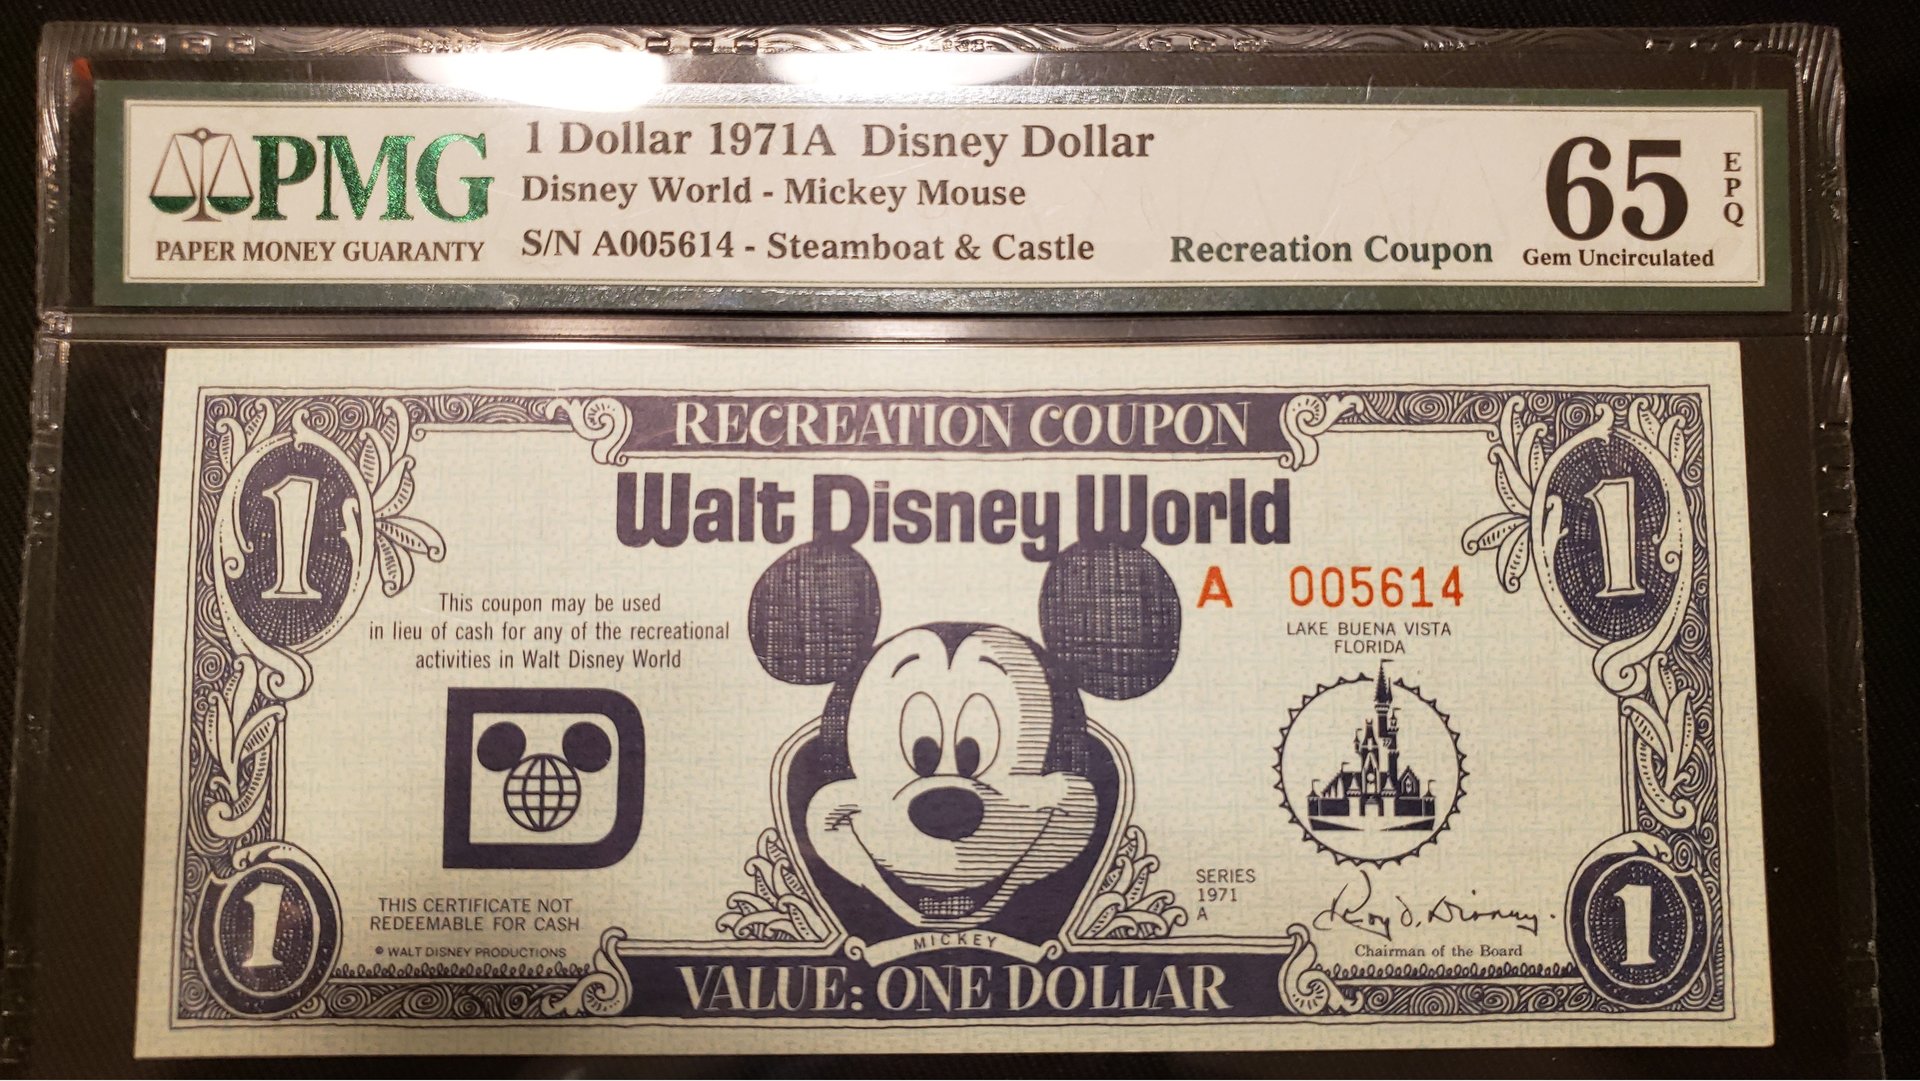 PMG
PAPER MONEY GUARANTY
1 Dollar 1971A Disney Dollar
Disney World - Mickey Mouse
S/N A005614 - Steamboat & Castle
Recreation Coupon
65
EPQ
Gem Uncirculated
RECREATION COUPON
1
1
Walt Disney World
This coupon may be used
in lieu of cash for any of the recreational
activities in Walt Disney World
A 005614
LAKE BUENA VISTA
FLORIDA
THIS CERTIFICATE NOT
REDEEMABLE FOR CASH
© WALT DISNEY PRODUCTIONS
SERIES
1971
A
Roy O. Disney.
Chairman of the Board
MICKEY
1
1
VALUE: ONE DOLLAR